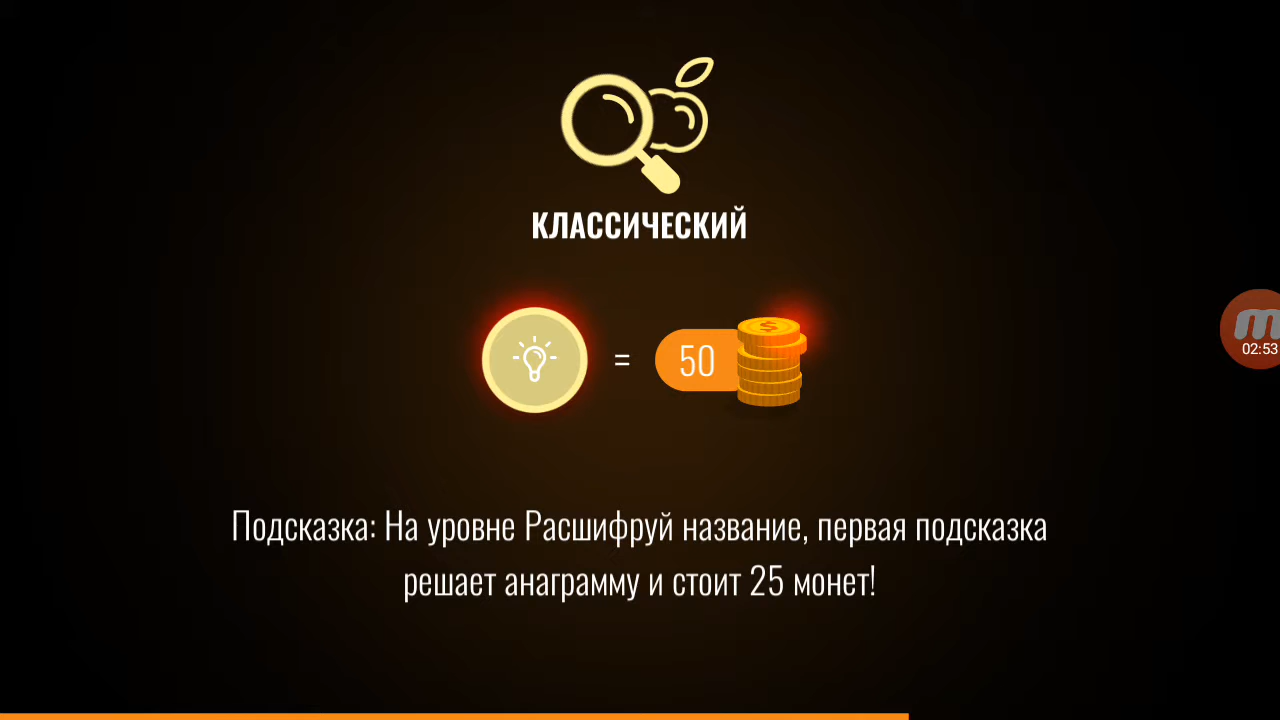 КЛАССИЧЕСКИЙ
= 50
Подсказка: На уровне Расшифруй название, первая подсказка
решает анаграмму и стоит 25 монет!
02:53